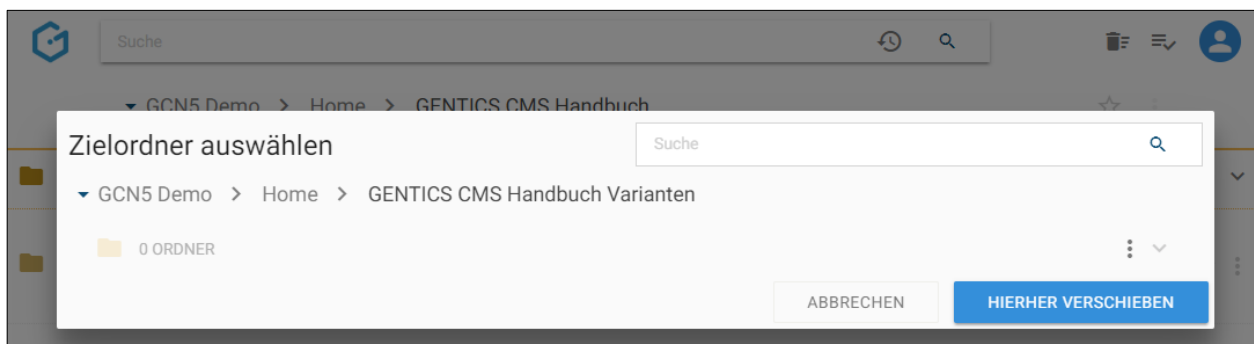 Suche
GCN5 Demo > Home > GENTICS CMS Handbuch
Zielordner auswählen
Suche
GCN5 Demo > Home > GENTICS CMS Handbuch Varianten
0 ORDNER
ABBRECHEN
HIERHER VERSCHIEBEN